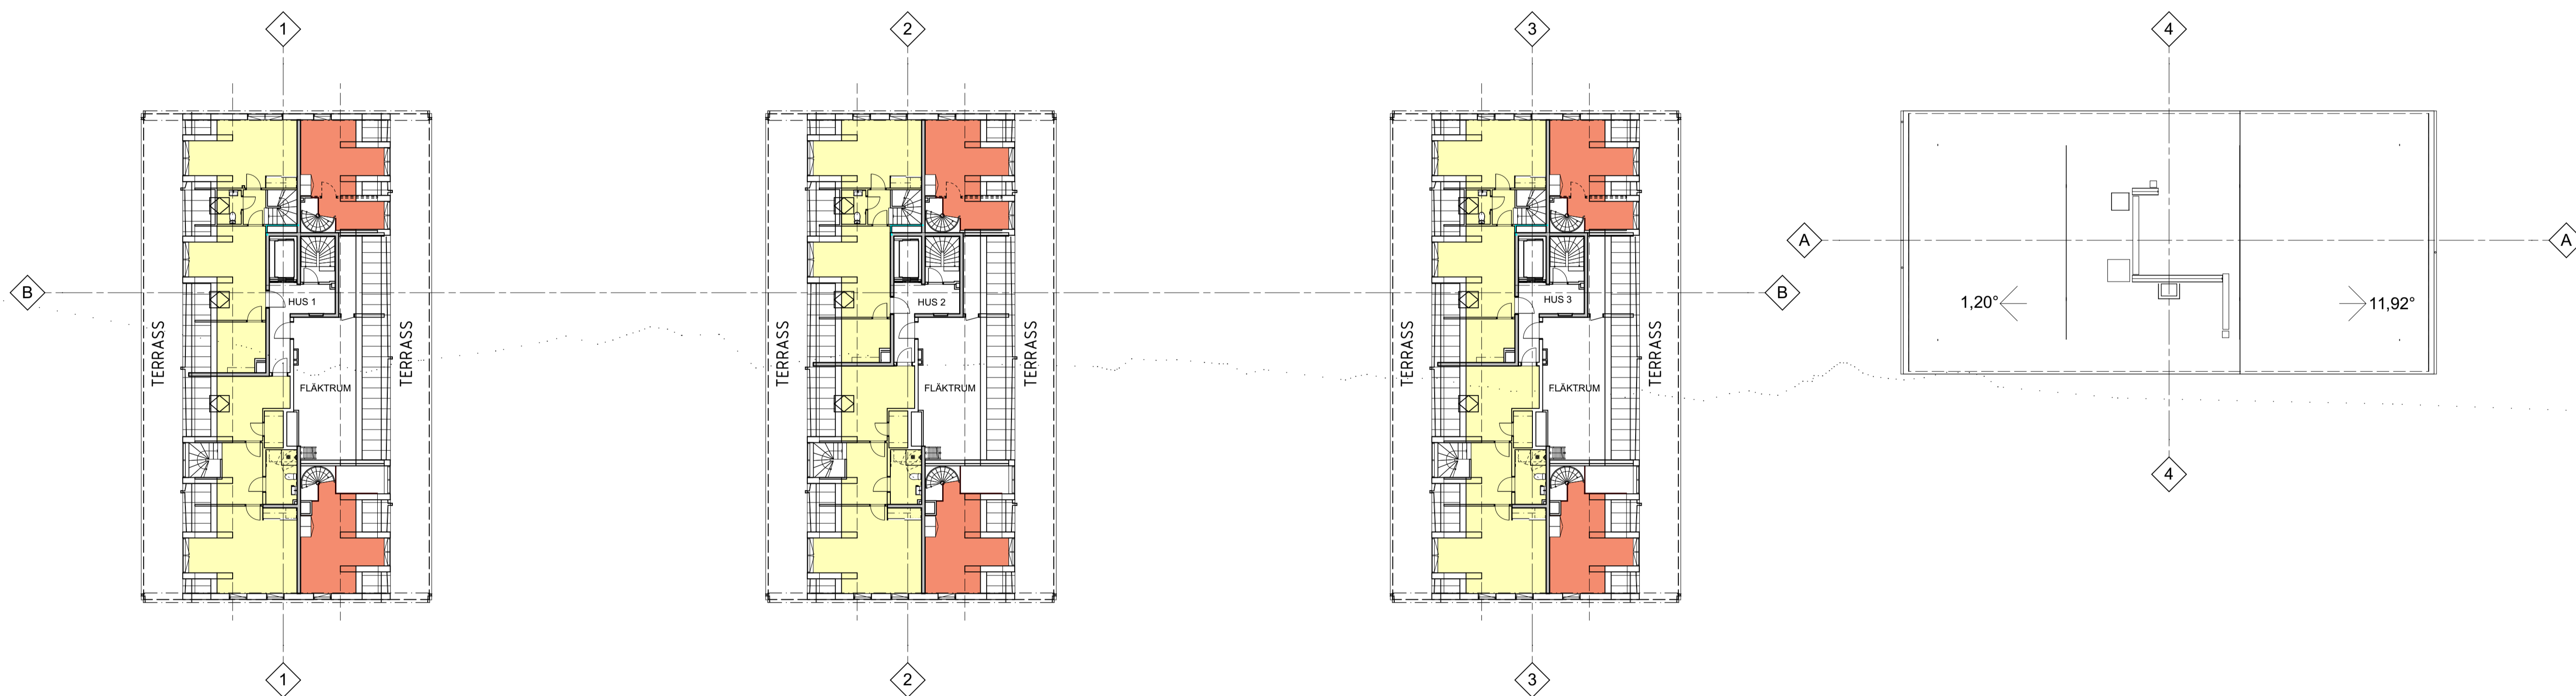 1
2
3
4
TERRASS
HUS 1
FLÄKTRUM
TERRASS
TERRASS
HUS 2
FLÄKTRUM
TERRASS
TERRASS
HUS 3
FLÄKTRUM
TERRASS
A
A
B
B
1,20°
11,92°
4
1
2
3